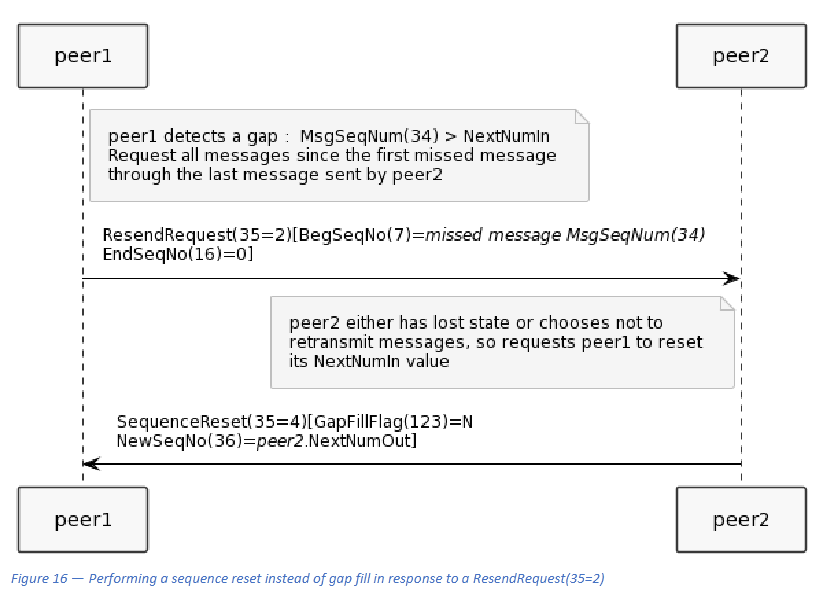 peer1
peer2
peer1 detects a gap :  MsgSeqNum(34) > NextNumIn
Request all messages since the first missed message
through the last message sent by peer2
ResendRequest(35=2)[BegSeqNo(7)=missed message MsgSeqNum(34)
EndSeqNo(16)=0]
peer2 either has lost state or chooses not to
retransmit messages, so requests peer1 to reset
its NextNumIn value
SequenceReset(35=4)[GapFillFlag(123)=N
NewSeqNo(36)=peer2.NextNumOut]
peer1
peer2
Figure 16 — Performing a sequence reset instead of gap fill in response to a ResendRequest(35=2)